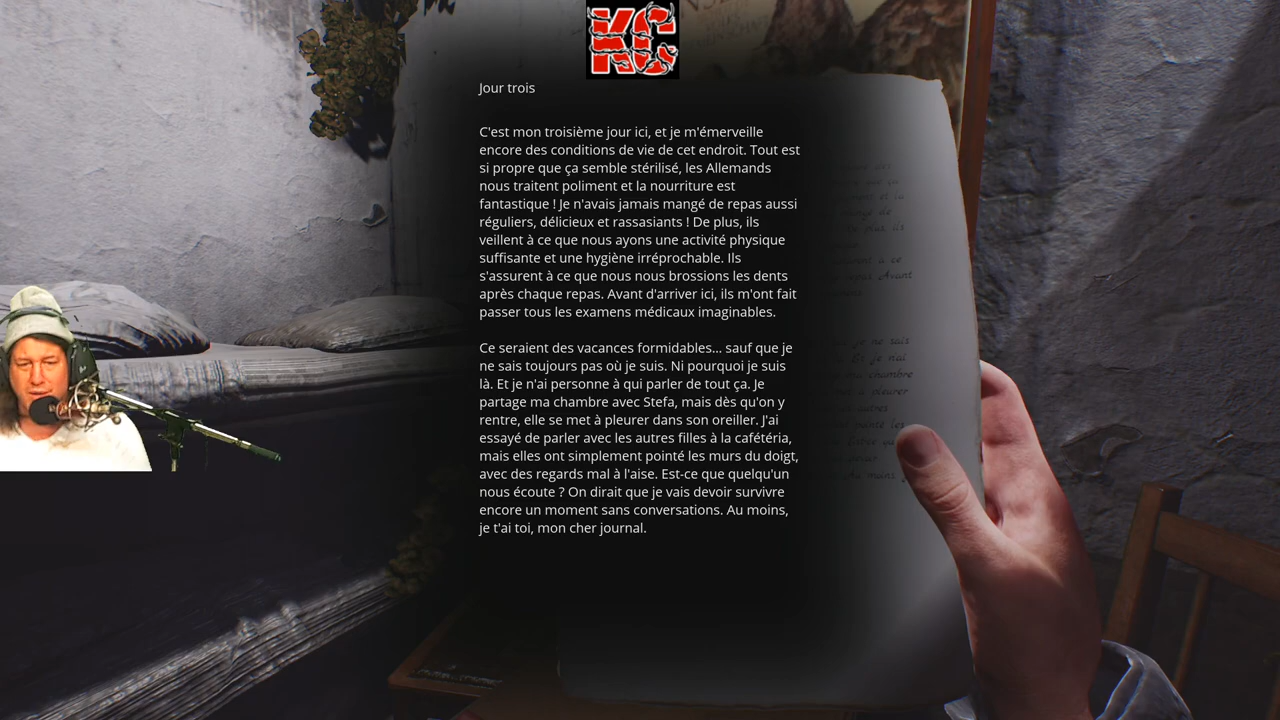 KC
Jour trois
C'est mon troisième jour ici, et je m'émerveille
encore des conditions de vie de cet endroit. Tout est
si propre que ça semble stérilisé, les Allemands
nous traitent poliment et la nourriture est
fantastique ! Je n'avais jamais mangé de repas aussi
réguliers, délicieux et rassasiants ! De plus, ils
veillent à ce que nous ayons une activité physique
suffisante et une hygiène irréprochable. Ils
s'assurent à ce que nous nous brossions les dents
après chaque repas. Avant d'arriver ici, ils m'ont fait
passer tous les examens médicaux imaginables.
Ce seraient des vacances formidables... sauf que je
ne sais toujours pas où je suis. Ni pourquoi je suis
là. Et je n'ai personne à qui parler de tout ça. Je
partage ma chambre avec Stefa, mais dès qu'on y
rentre, elle se met à pleurer dans son oreiller. J'ai
essayé de parler avec les autres filles à la cafétéria,
mais elles ont simplement pointé les murs du doigt,
avec des regards mal à l'aise. Est-ce que quelqu'un
nous écoute ? On dirait que je vais devoir survivre
encore un moment sans conversations. Au moins,
je t'ai toi, mon cher journal.